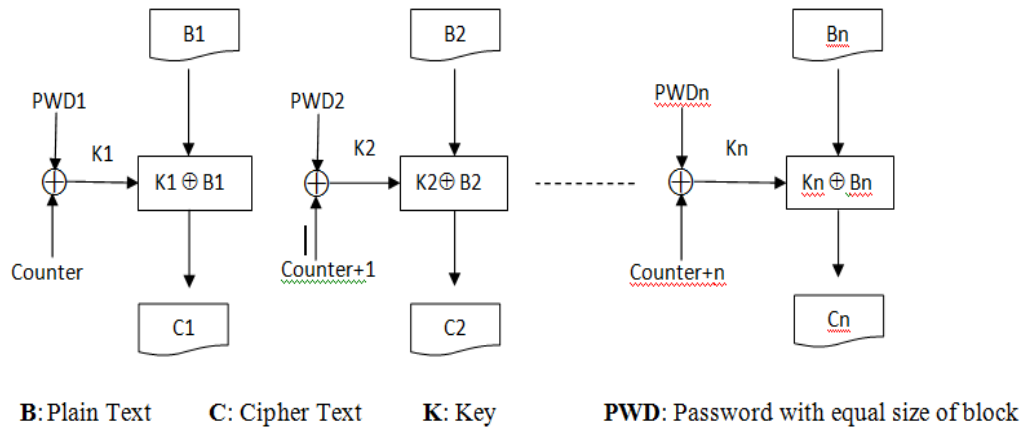 B1 B2 Bn
PWD1 PWD2 PWDn
K1 K2 Kn
K1 ⊕ B1 K2⊕ B2 Kn ⊕ Bn
Counter Counter+1 Counter+n
C1 C2 Cn
B: Plain Text C: Cipher Text K: Key PWD: Password with equal size of block